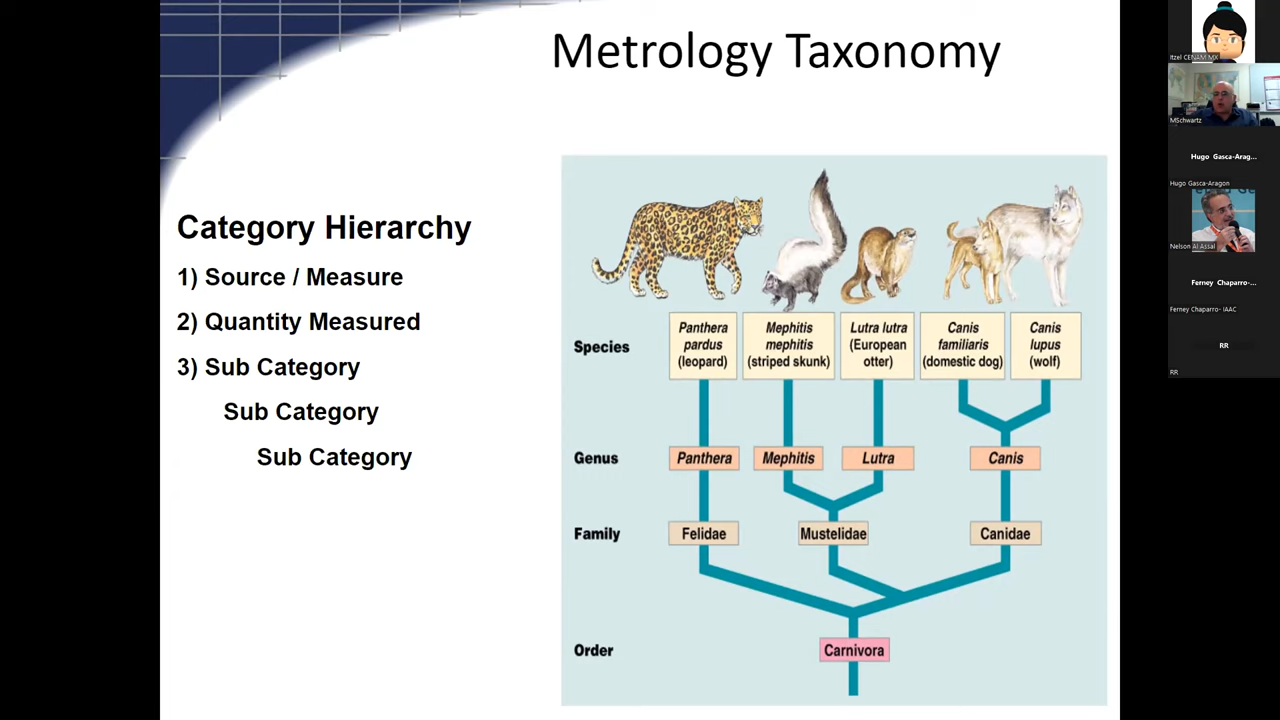 Metrology Taxonomy
Category Hierarchy
1) Source / Measure
2) Quantity Measured
3) Sub Category
Sub Category
Sub Category
Species
Panthera
pardus
(leopard)
Mephitis
mephitis
(striped skunk)
Lutra lutra
(European
otter)
Canis
familiaris
(domestic dog)
Canis
lupus
(wolf)
Genus
Panthera
Mephitis
Lutra
Canis
Family
Felidae
Mustelidae
Canidae
Order
Carnivora
Itzel CENAM MX
MSchwartz
Hugo Gasca-Arag...
Hugo Gasca-Aragon
Nelson Al Assal
Ferney Chaparro-...
Ferney Chaparro- IAAC
RR
RR